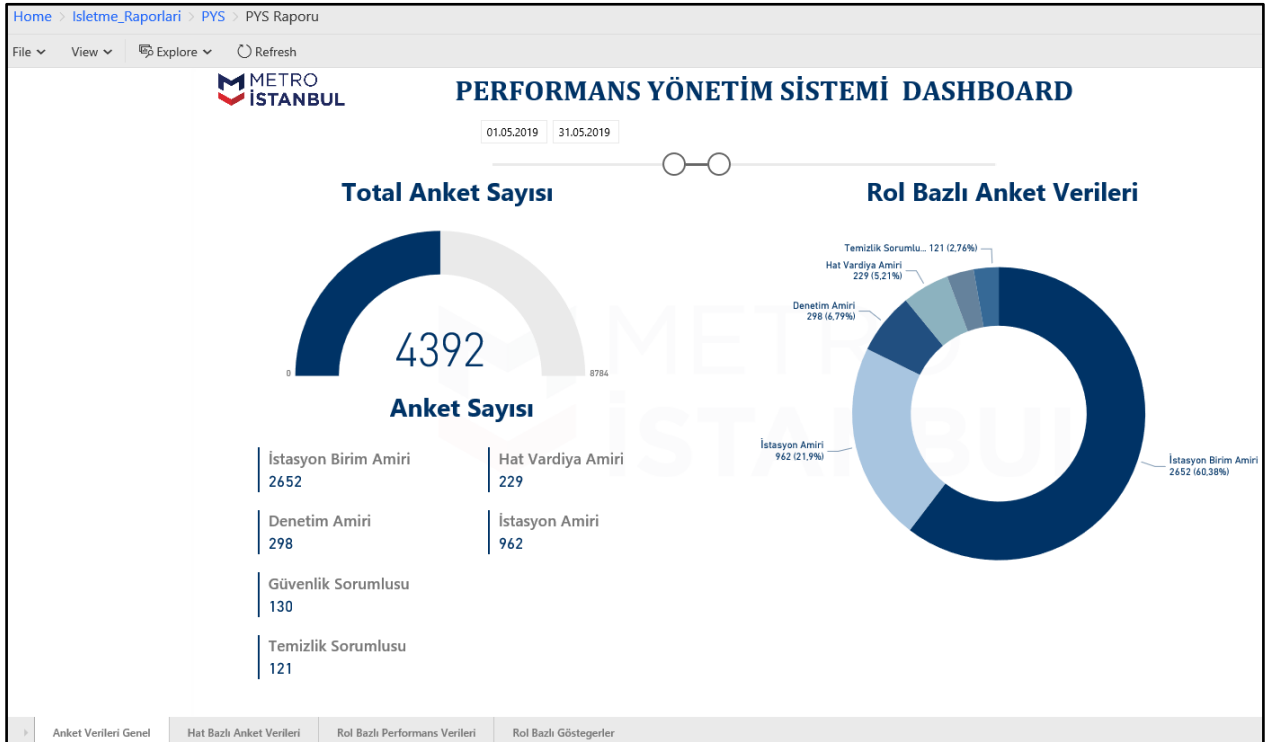 Home > Isletme_Raporlari > PYS > PYS Raporu
File View Explore Refresh
METRO
İSTANBUL
PERFORMANS YÖNETİM SİSTEMİ DASHBOARD
01.05.2019 31.05.2019
Total Anket Sayısı
4392
0
8784
Anket Sayısı
İstasyon Birim Amiri
2652
Hat Vardiya Amiri
229
Denetim Amiri
298
İstasyon Amiri
962
Güvenlik Sorumlusu
130
Temizlik Sorumlusu
121
Rol Bazlı Anket Verileri
Temizlik Sorumlu... 121 (2,76%)
Hat Vardiya Amiri
229 (5,21%)
Denetim Amiri
298 (6,79%)
İstasyon Amiri
962 (21,9%)
İstasyon Birim Amiri
2652 (60,38%)
METRO
İSTANBUL
Anket Verileri Genel Hat Bazlı Anket Verileri Rol Bazlı Performans Verileri Rol Bazlı Göstegerler